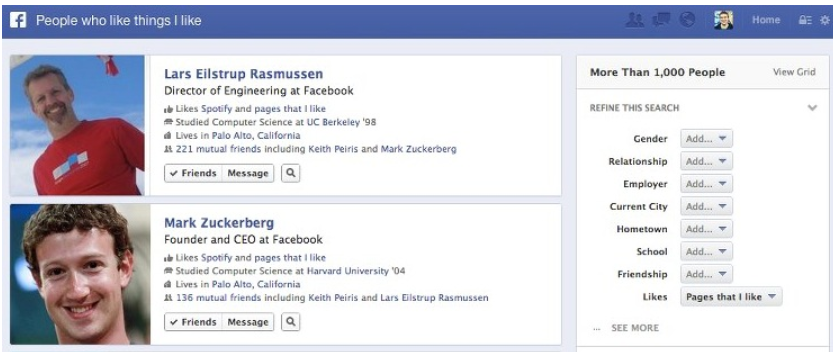 f People who like things I like
Home
Lars Eilstrup Rasmussen
Director of Engineering at Facebook
Likes Spotify and pages that I like
Studied Computer Science at UC Berkeley '98
Lives in Palo Alto, California
221 mutual friends including Keith Peiris and Mark Zuckerberg
✓ Friends Message
Mark Zuckerberg
Founder and CEO at Facebook
Likes Spotify and pages that I like
Studied Computer Science at Harvard University '04
Lives in Palo Alto, California
136 mutual friends including Keith Peiris and Lars Eilstrup Rasmussen
✓ Friends Message
More Than 1,000 People View Grid
REFINE THIS SEARCH
Gender Add...
Relationship Add...
Employer Add...
Current City Add...
Hometown Add...
School Add...
Friendship Add...
Likes Pages that I like
... SEE MORE